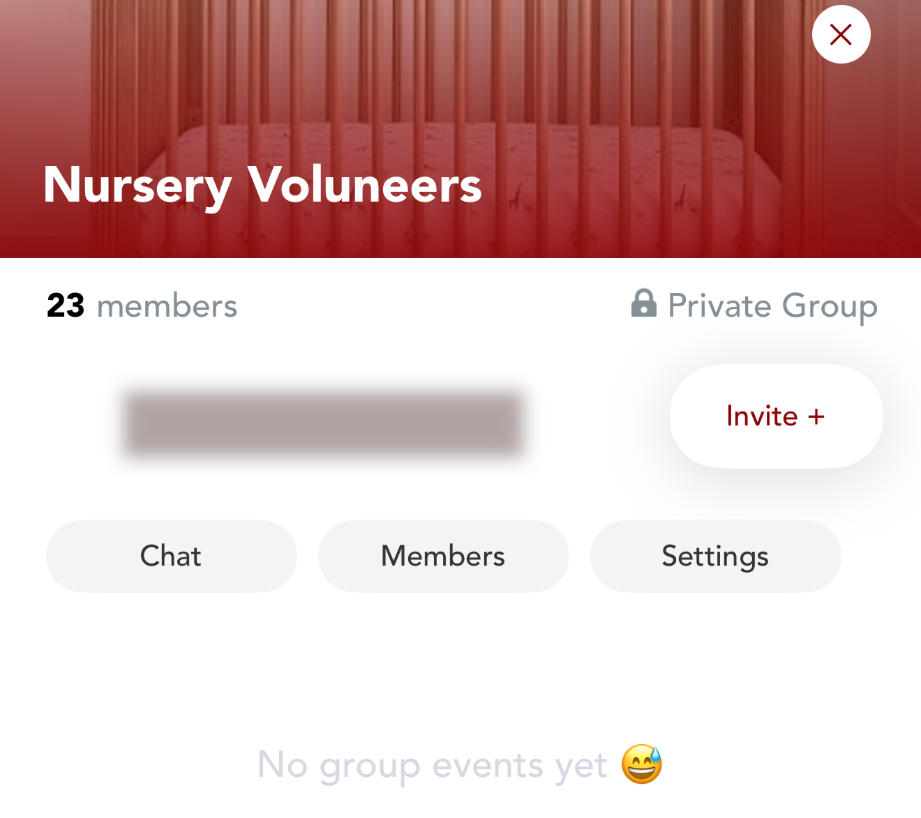 Nursery Voluneers
23 members
Private Group
Invite +
Chat
Members
Settings
No group events yet 😅